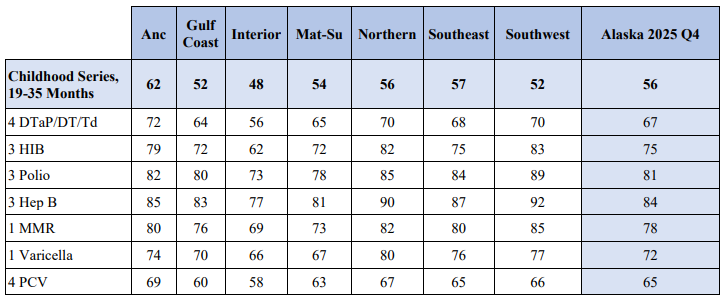 Anc Gulf Coast Interior Mat-Su Northern Southeast Southwest Alaska 2025 Q4
Childhood Series, 19-35 Months 62 52 48 54 56 57 52 56
4 DTaP/DT/Td 72 64 56 65 70 68 70 67
3 HIB 79 72 62 72 82 75 83 75
3 Polio 82 80 73 78 85 84 89 81
3 Hep B 85 83 77 81 90 87 92 84
1 MMR 80 76 69 73 82 80 85 78
1 Varicella 74 70 66 67 80 76 77 72
4 PCV 69 60 58 63 67 65 66 65